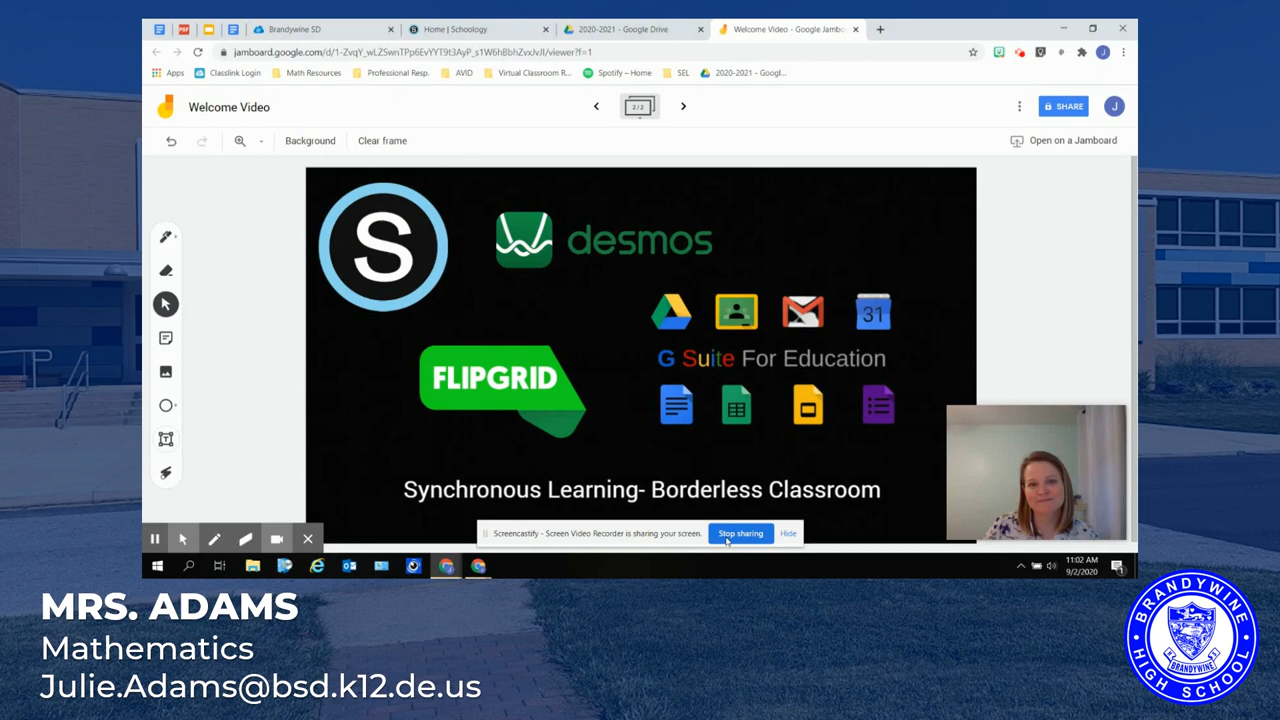 Brandywine SD
Home | Schoology
2020-2021 - Google Drive
Welcome Video - Google Jambo
jamboard.google.com/d/1-ZvqY_wLZSwnTPp6EvYYT9t3AyP_s1W6hBbhZvxJvJI/viewer?f=1
Apps
Classlink Login
Math Resources
Professional Resp.
AVID
Virtual Classroom R...
Spotify – Home
SEL
2020-2021 - Googl...
Welcome Video
2 / 2
SHARE
J
Background
Clear frame
Open on a Jamboard
S
desmos
31
G Suite For Education
FLIPGRID
Synchronous Learning- Borderless Classroom
Screencastify - Screen Video Recorder is sharing your screen.
Stop sharing
Hide
11:02 AM
9/2/2020
MRS. ADAMS
Mathematics
Julie.Adams@bsd.k12.de.us
BRANDYWINE
HIGH SCHOOL
BRANDYWINE